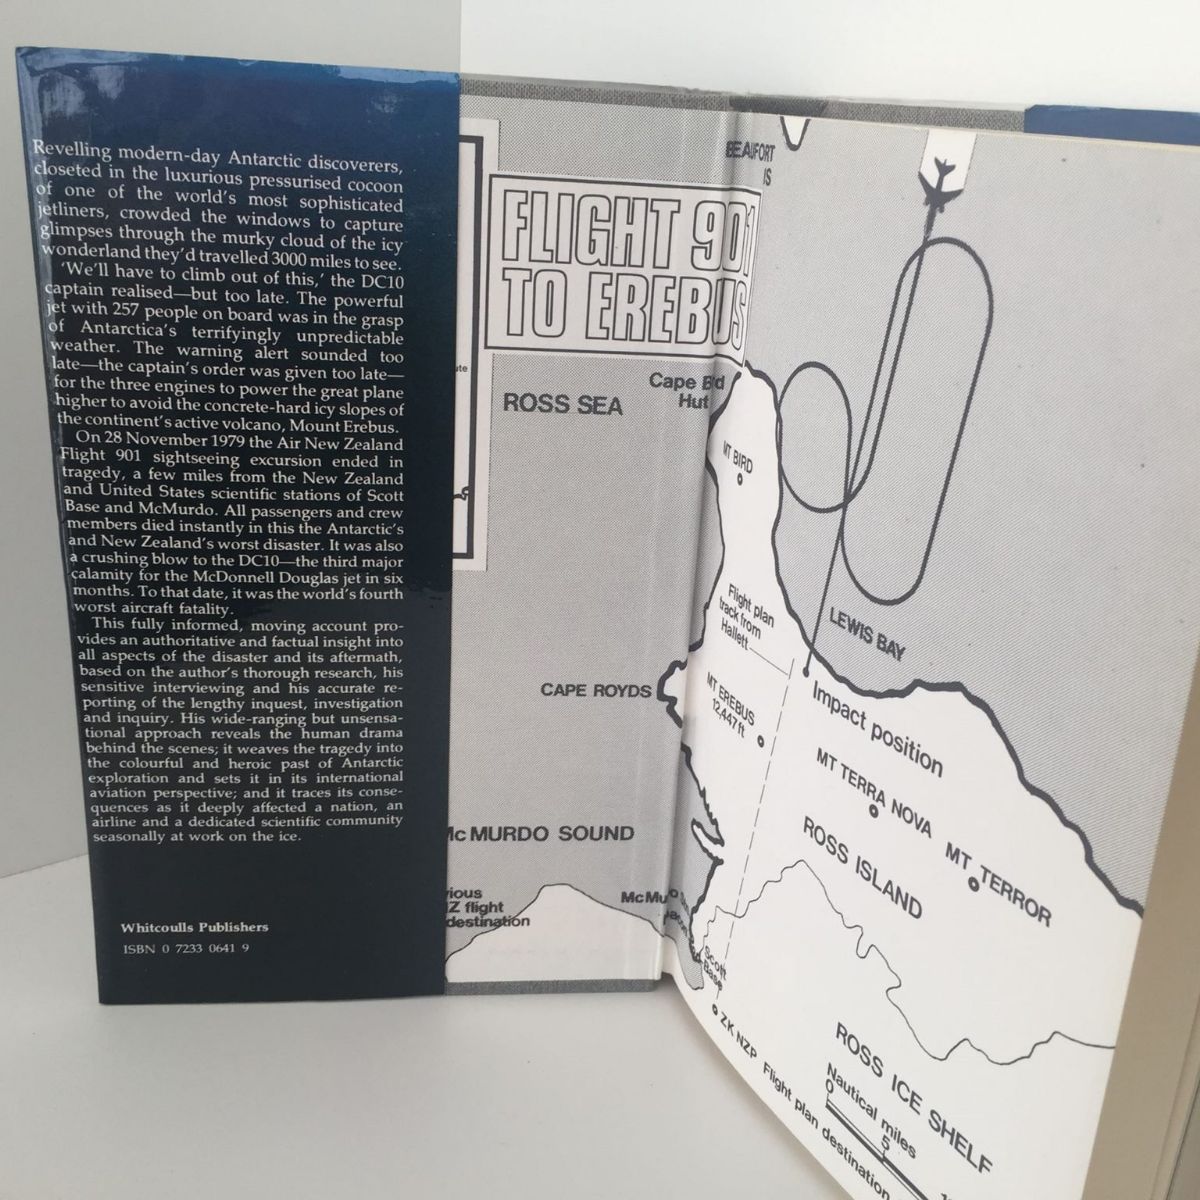 Revelling modern-day Antarctic discoverers,
closeted in the luxurious pressurised cocoon
of one of the world's most sophisticated
jetliners, crowded the windows to capture
glimpses through the murky cloud of the icy
wonderland they'd travelled 3000 miles to see.
'We'll have to climb out of this,' the DC10
captain realised—but too late. The powerful
jet with 257 people on board was in the grasp
of Antarctica's terrifyingly unpredictable
weather. The warning alert sounded too
late—the captain's order was given too late—
for the three engines to power the great plane
higher to avoid the concrete-hard icy slopes of
the continent's active volcano, Mount Erebus.
On 28 November 1979 the Air New Zealand
Flight 901 sightseeing excursion ended in
tragedy, a few miles from the New Zealand
and United States scientific stations of Scott
Base and McMurdo. All passengers and crew
members died instantly in this the Antarctic's
and New Zealand's worst disaster. It was also
a crushing blow to the DC10—the third major
calamity for the McDonnell Douglas jet in six
months. To that date, it was the world's fourth
worst aircraft fatality.
This fully informed, moving account pro-
vides an authoritative and factual insight into
all aspects of the disaster and its aftermath,
based on the author's thorough research, his
sensitive interviewing and his accurate re-
porting of the lengthy inquest, investigation
and inquiry. His wide-ranging but unsensa-
tional approach reveals the human drama
behind the scenes; it weaves the tragedy into
the colourful and heroic past of Antarctic
exploration and sets it in its international
aviation perspective; and it traces its conse-
quences as it deeply affected a nation, an
airline and a dedicated scientific community
seasonally at work on the ice.
Whitcoulls Publishers
ISBN 0 7233 0641 9
BEAUFORT
IS
FLIGHT 901
TO EREBUS
ROSS SEA
Cape Bird
Hut
MT BIRD
Flight plan
track from
Hallett
LEWIS BAY
CAPE ROYDS
MT EREBUS
12,447 ft
Impact position
MT TERRA NOVA
MT TERROR
ROSS ISLAND
Mc MURDO SOUND
ious
Z flight
destination
McMu
Scott
Base
ZK NZP Flight plan destination
ROSS ICE SHELF
Nautical miles
0
5